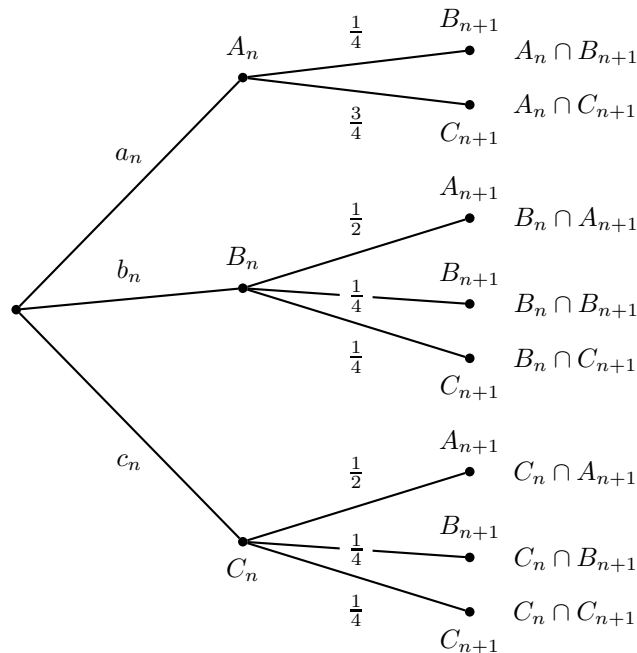 B_{n+1}
1/4
A_n
A_n ∩ B_{n+1}
A_n ∩ C_{n+1}
3/4
C_{n+1}
a_n
A_{n+1}
1/2
B_n ∩ A_{n+1}
B_n
b_n
B_{n+1}
1/4
B_n ∩ B_{n+1}
1/4
B_n ∩ C_{n+1}
C_{n+1}
c_n
A_{n+1}
1/2
C_n ∩ A_{n+1}
B_{n+1}
1/4
C_n ∩ B_{n+1}
C_n
1/4
C_n ∩ C_{n+1}
C_{n+1}